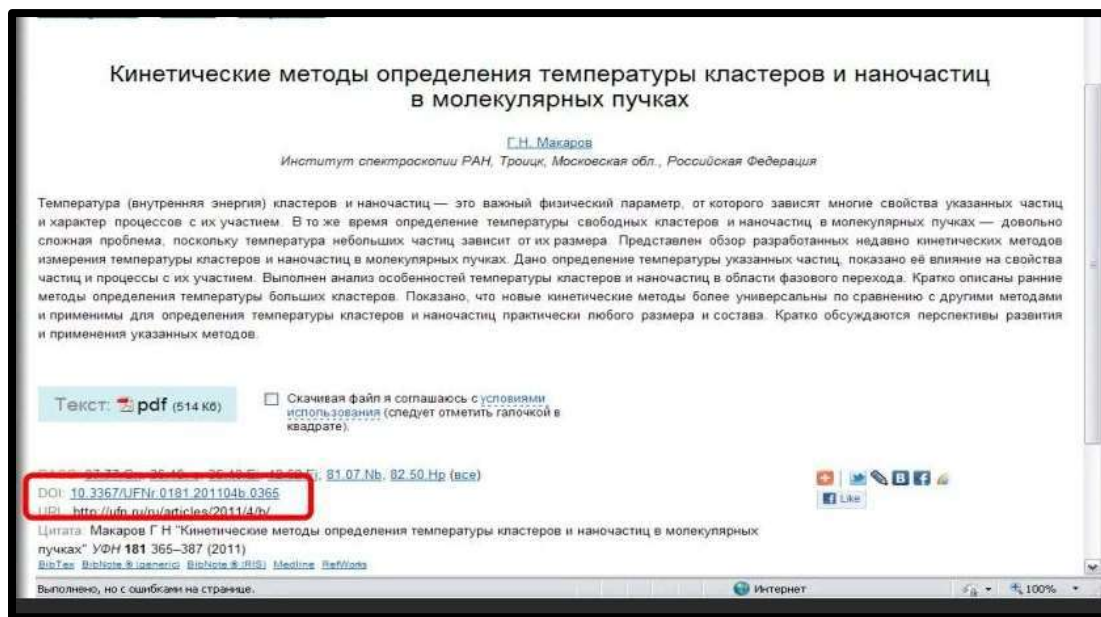 Кинетические методы определения температуры кластеров и наночастиц
в молекулярных пучках
Г.Н. Макаров
Институт спектроскопии РАН, Троицк, Московская обл., Российская Федерация
Температура (внутренняя энергия) кластеров и наночастиц — это важный физический параметр, от которого зависят многие свойства указанных частиц
и характер процессов с их участием. В то же время определение температуры свободных кластеров и наночастиц в молекулярных пучках — довольно
сложная проблема, поскольку температура небольших частиц зависит от их размера. Представлен обзор разработанных недавно кинетических методов
измерения температуры кластеров и наночастиц в молекулярных пучках. Дано определение температуры указанных частиц, показано её влияние на свойства
частиц и процессы с их участием. Выполнен анализ особенностей температуры кластеров и наночастиц в области фазового перехода. Кратко описаны ранние
методы определения температуры больших кластеров. Показано, что новые кинетические методы более универсальны по сравнению с другими методами
и применимы для определения температуры кластеров и наночастиц практически любого размера и состава. Кратко обсуждаются перспективы развития
и применения указанных методов.
Текст: pdf (514 Кб)
Скачивая файл я соглашаюсь с условиями
использования (следует отметить галочкой в
квадрате).
81.07.Nb, 82.50.Hp (все)
DOI: 10.3367/UFNr.0181.201104b.0365
URL: http://ufn.ru/ru/articles/2011/4/b/
Like
Цитата: Макаров Г Н "Кинетические методы определения температуры кластеров и наночастиц в молекулярных
пучках" УФН 181 365–387 (2011)
BibTex BibNote ® (generic) BibNote ® (RIS) Medline RefWorks
Выполнено, но с ошибками на странице.
Интернет
100%